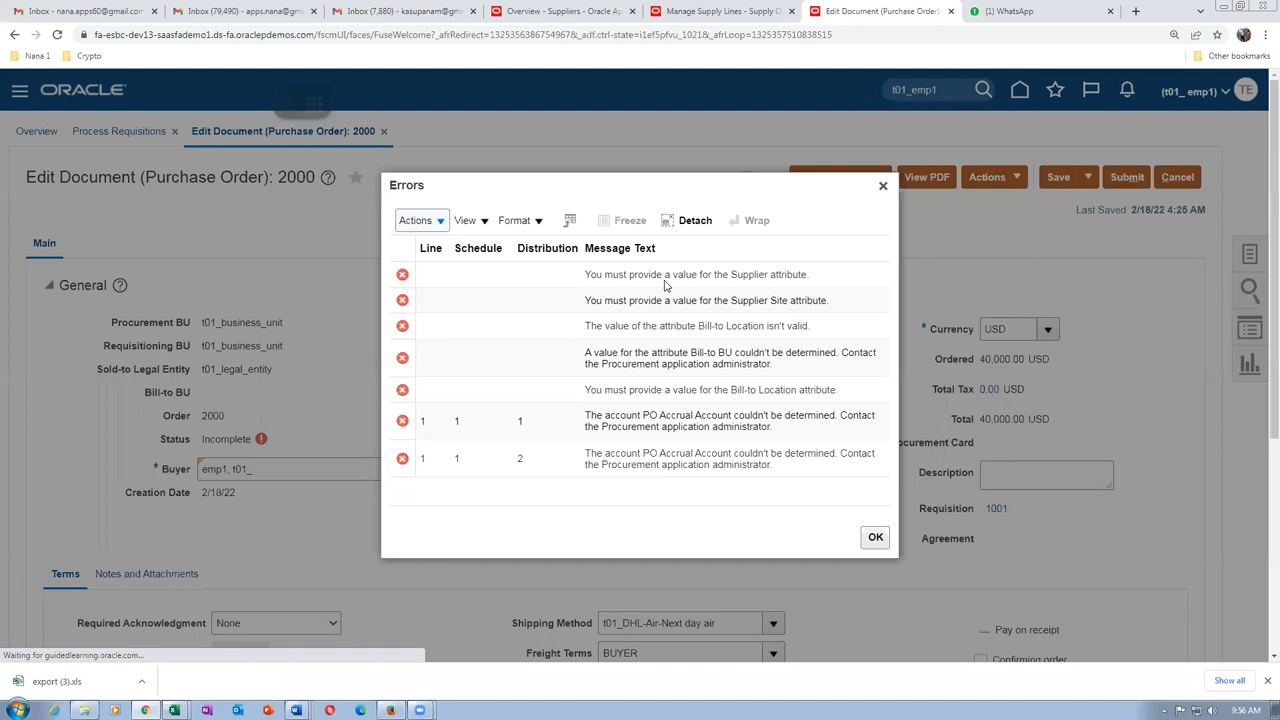 Inbox - nana.apps60@gmail.com
Inbox (79,490) - apps.nana@gm
Inbox (7,880) - kasupanam@gm
Overview - Suppliers - Oracle Ap
Manage Supply Lines - Supply O
Edit Document (Purchase Order):
(1) WhatsApp
fa-esbc-dev13-saasfademo1.ds-fa.oraclepdemos.com/fscmUI/faces/FuseWelcome?_afrRedirect=13253563867549678_adf.ctrl-state=i1ef5pfvu_1021&_afrLoop=1325357510838515
Nana 1
Crypto
Other bookmarks
ORACLE
t01_emp1
(t01_ emp1)
TE
Overview
Process Requisitions
Edit Document (Purchase Order): 2000
Edit Document (Purchase Order): 2000
View PDF
Actions
Save
Submit
Cancel
Last Saved 2/18/22 4:25 AM
Main
General
Procurement BU t01_business_unit
Requisitioning BU t01_business_unit
Sold-to Legal Entity t01_legal_entity
Bill-to BU
Order 2000
Status Incomplete
* Buyer emp1, t01_
Creation Date 2/18/22
Errors
Actions View Format Freeze Detach Wrap
Line Schedule Distribution Message Text
You must provide a value for the Supplier attribute.
You must provide a value for the Supplier Site attribute.
The value of the attribute Bill-to Location isn't valid.
A value for the attribute Bill-to BU couldn't be determined. Contact
the Procurement application administrator.
You must provide a value for the Bill-to Location attribute.
1 1 1 The account PO Accrual Account couldn't be determined. Contact
the Procurement application administrator.
1 1 2 The account PO Accrual Account couldn't be determined. Contact
the Procurement application administrator.
OK
* Currency USD
Ordered 40,000.00 USD
Total Tax 0.00 USD
Total 40,000.00 USD
ocurement Card
Description
Requisition 1001
Agreement
Terms
Notes and Attachments
Required Acknowledgment None
Shipping Method t01_DHL-Air-Next day air
Pay on receipt
Freight Terms BUYER
Confirming order
Waiting for guidedlearning.oracle.com...
export (3).xls
Show all
9:56 AM